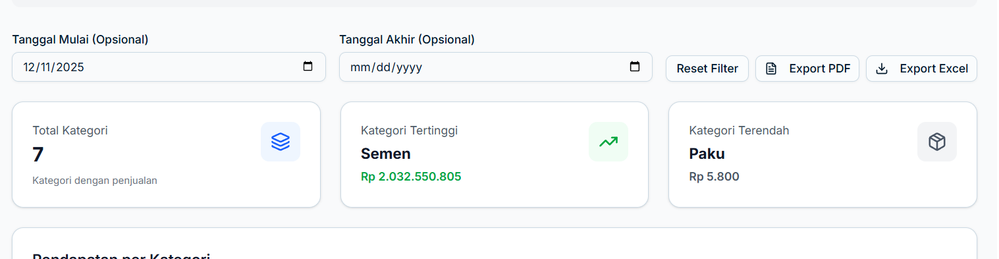 Tanggal Mulai (Opsional)
Tanggal Akhir (Opsional)
12/11/2025
mm/dd/yyyy
Reset Filter
Export PDF
Export Excel
Total Kategori
7
Kategori dengan penjualan
Kategori Tertinggi
Semen
Rp 2.032.550.805
Kategori Terendah
Paku
Rp 5.800
Pendapatan per Kategori